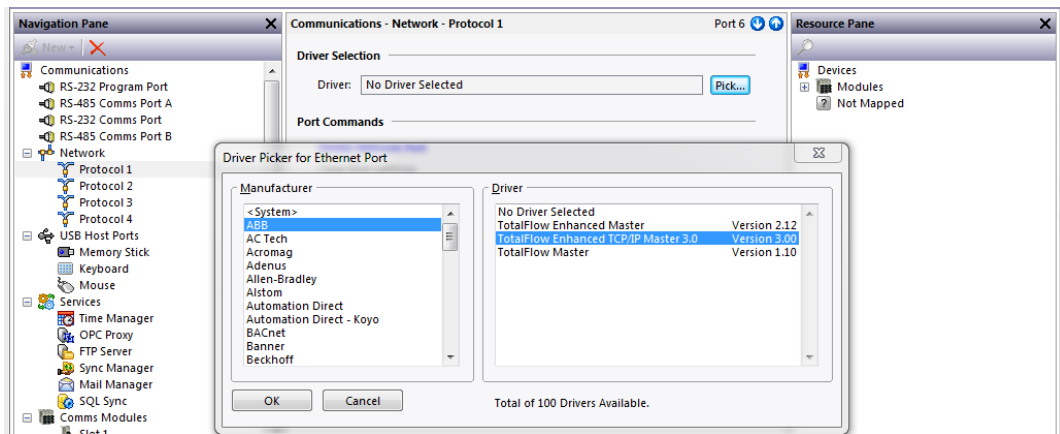 Navigation Pane
New
Communications
RS-232 Program Port
RS-485 Comms Port A
RS-232 Comms Port
RS-485 Comms Port B
Network
Protocol 1
Protocol 2
Protocol 3
Protocol 4
USB Host Ports
Memory Stick
Keyboard
Mouse
Services
Time Manager
OPC Proxy
FTP Server
Sync Manager
Mail Manager
SQL Sync
Comms Modules
Slot 1
Communications - Network - Protocol 1
Port 6
Driver Selection
Driver: No Driver Selected Pick...
Port Commands
Driver Picker for Ethernet Port
Manufacturer
<System>
ABB
AC Tech
Acromag
Adenus
Allen-Bradley
Alstom
Automation Direct
Automation Direct - Koyo
BACnet
Banner
Beckhoff
Driver
No Driver Selected
TotalFlow Enhanced Master Version 2.12
TotalFlow Enhanced TCP/IP Master 3.0 Version 3.00
TotalFlow Master Version 1.10
OK Cancel Total of 100 Drivers Available.
Resource Pane
Devices
Modules
Not Mapped